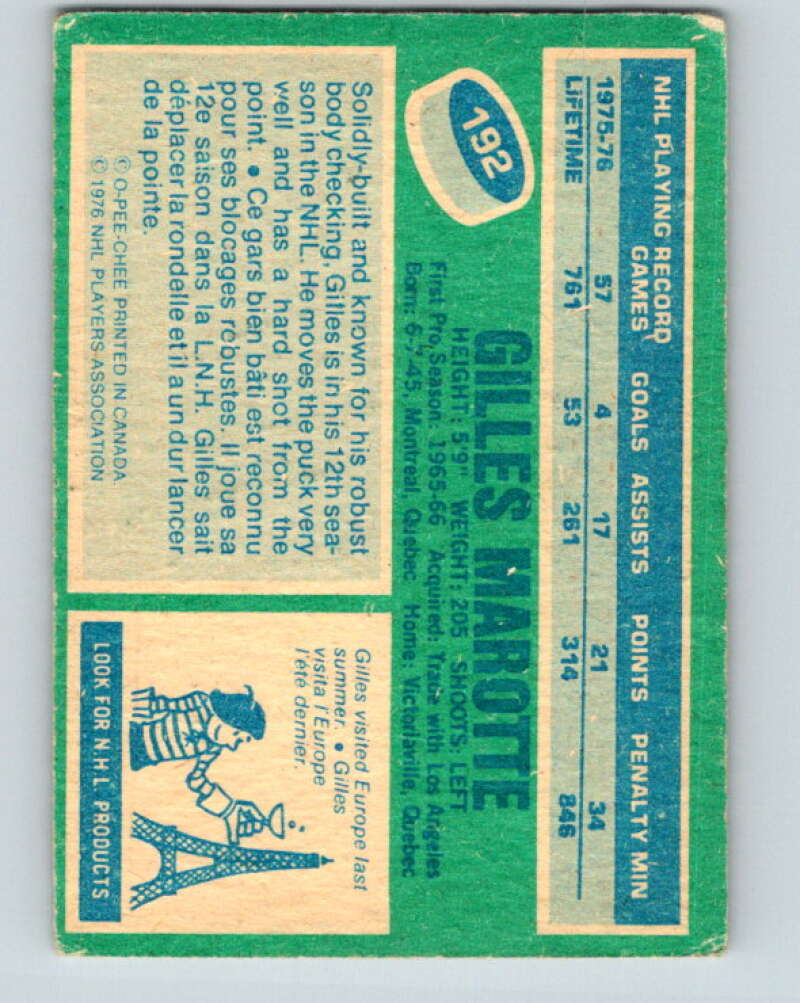 NHL PLAYING RECORD
GAMES GOALS ASSISTS POINTS PENALTY MIN
1975-76 57 4 17 21 34
LIFETIME 761 53 261 314 846
192
GILLES MAROTTE
HEIGHT: 5'9" WEIGHT: 205 SHOOTS: LEFT
First Pro Season: 1965-66 Acquired: Trade with Los Angeles
Born: 6-7-45, Montreal, Quebec Home: Victoriaville, Quebec
Solidly-built and known for his robust
body checking, Gilles is in his 12th sea-
son in the NHL. He moves the puck very
well and has a hard shot from the
point. • Ce gars bien bâti est reconnu
pour ses blocages robustes. Il joue sa
12e saison dans la L.N.H. Gilles sait
déplacer la rondelle et il a un dur lancer
de la pointe.
© O-PEE-CHEE PRINTED IN CANADA
© 1976 NHL PLAYERS ASSOCIATION
Gilles visited Europe last
summer. • Gilles
visita l'Europe
l'été dernier.
LOOK FOR N.H.L. PRODUCTS